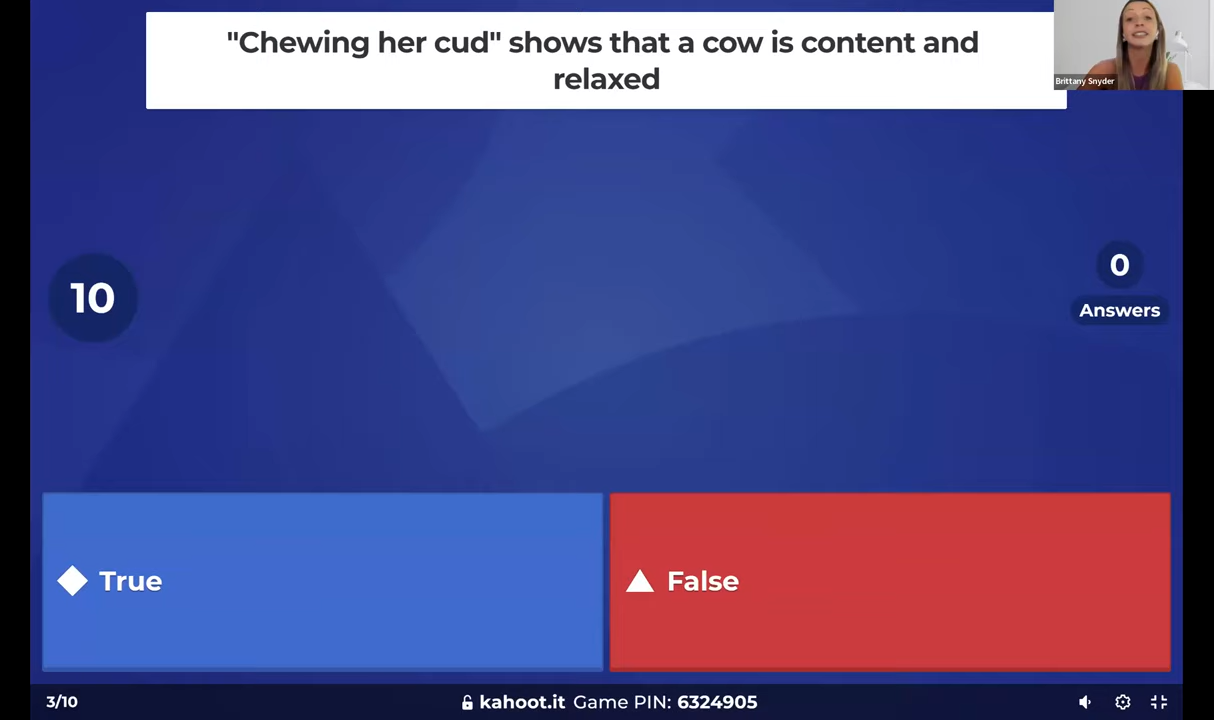 "Chewing her cud" shows that a cow is content and
relaxed
Brittany Snyder
10
0
Answers
True
False
3/10
kahoot.it Game PIN: 6324905